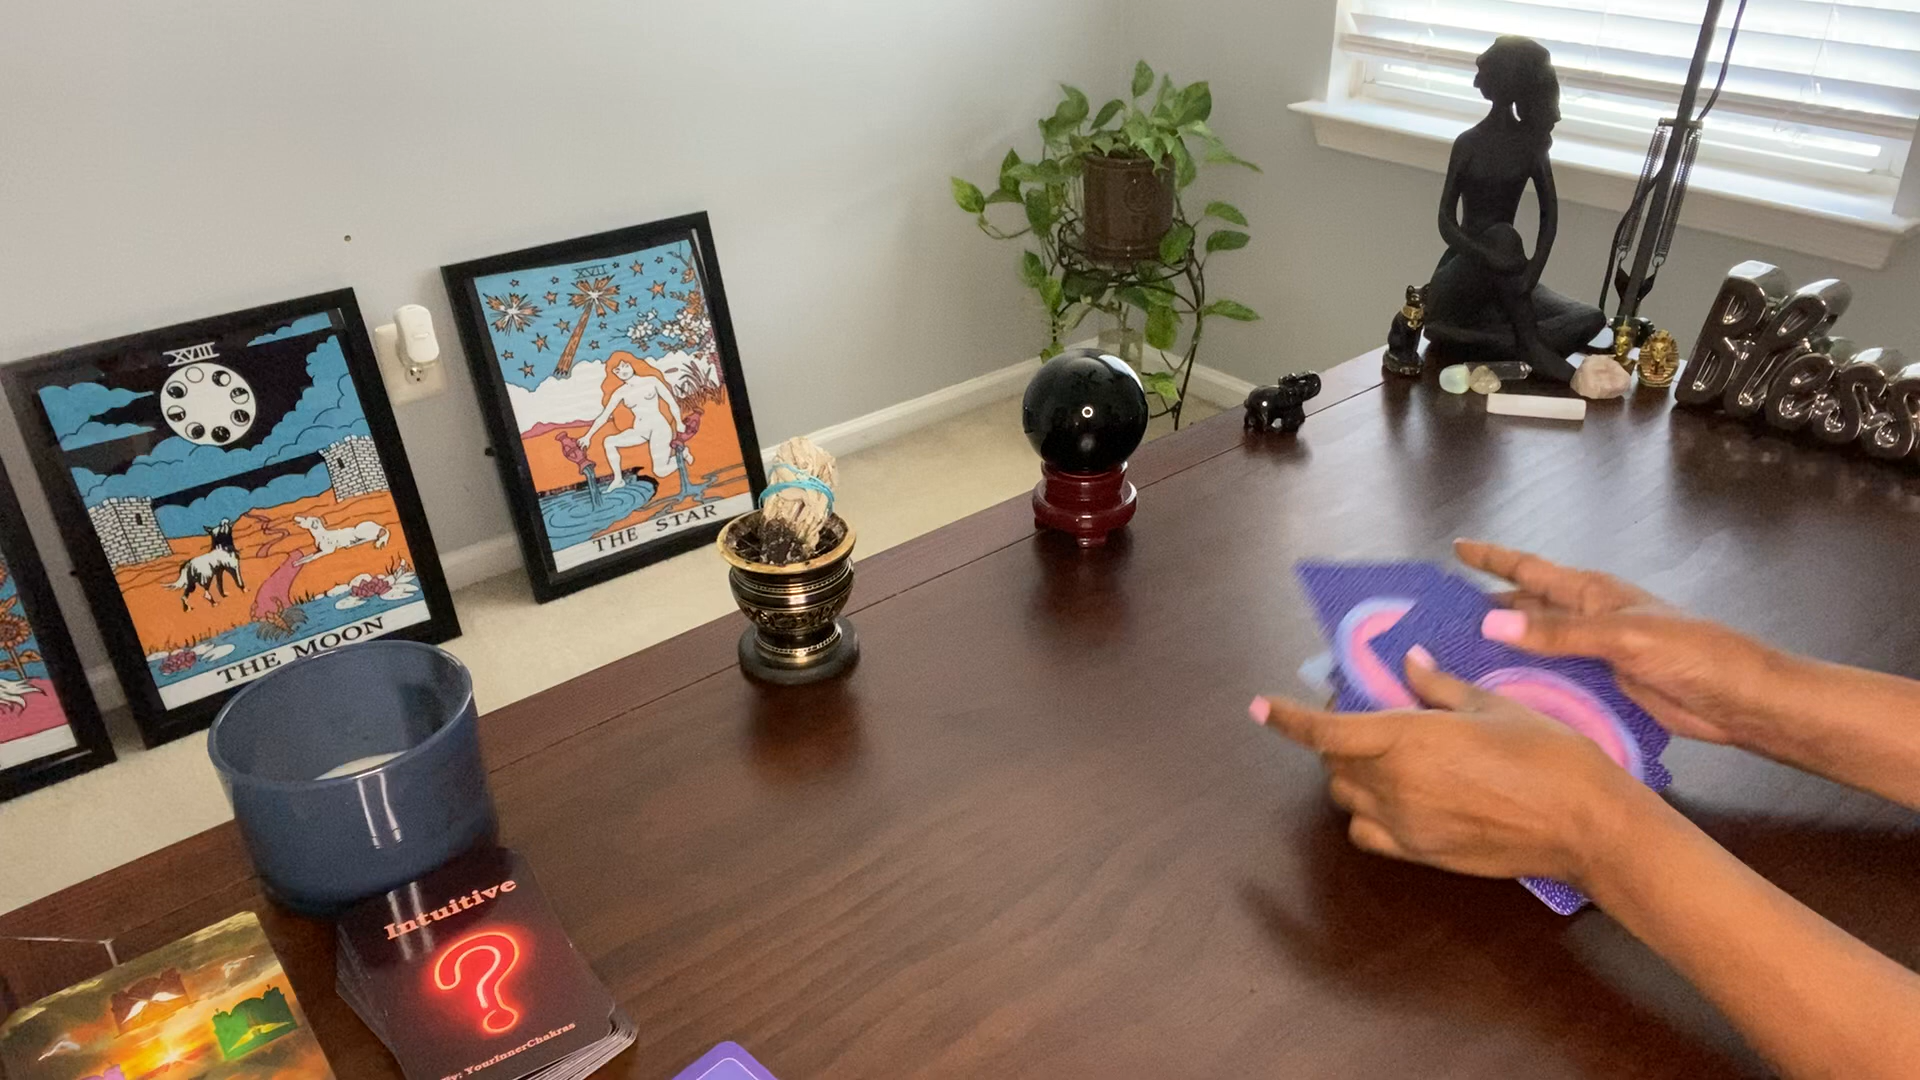 XVIII
THE MOON
XVII
THE STAR
Bless
Intuitive
?
By: YourInnerChakras